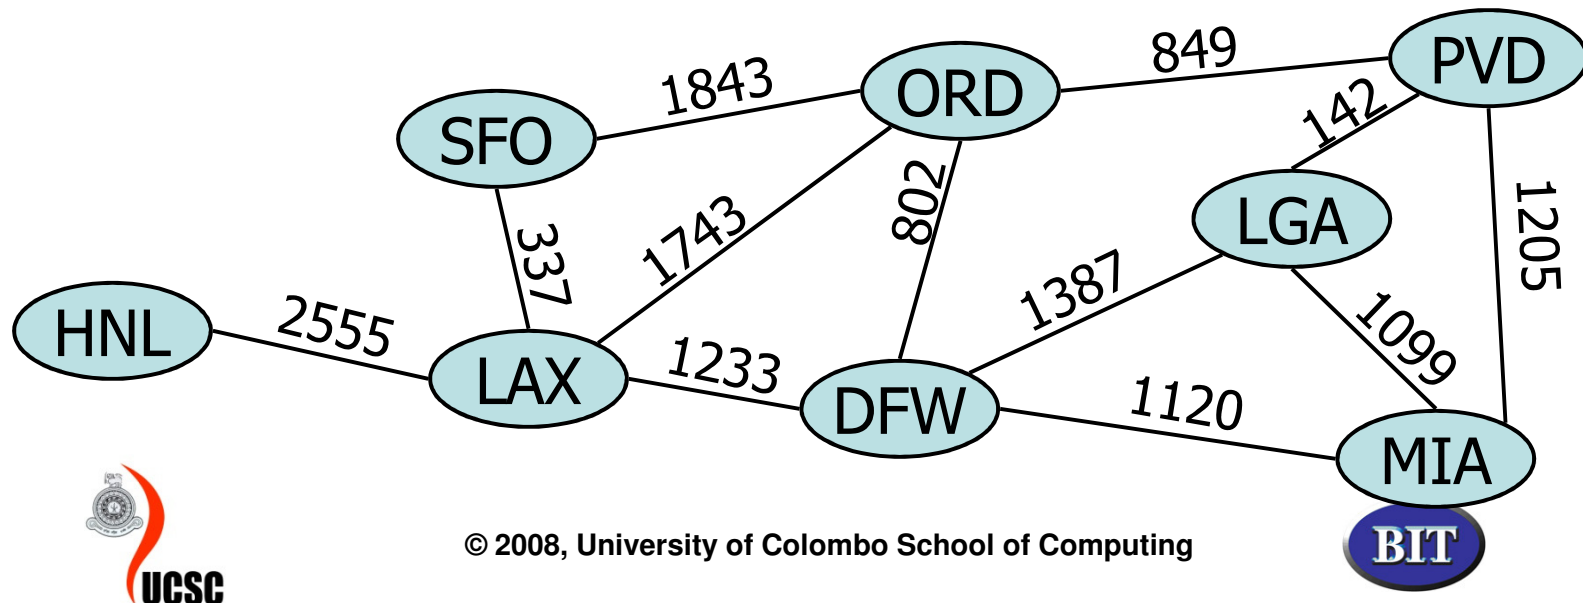 849
PVD
1843
ORD
142
SFO
802
LGA
1205
337
1743
1387
HNL
2555
1099
LAX
1233
DFW
1120
MIA
© 2008, University of Colombo School of Computing
BIT
UCSC